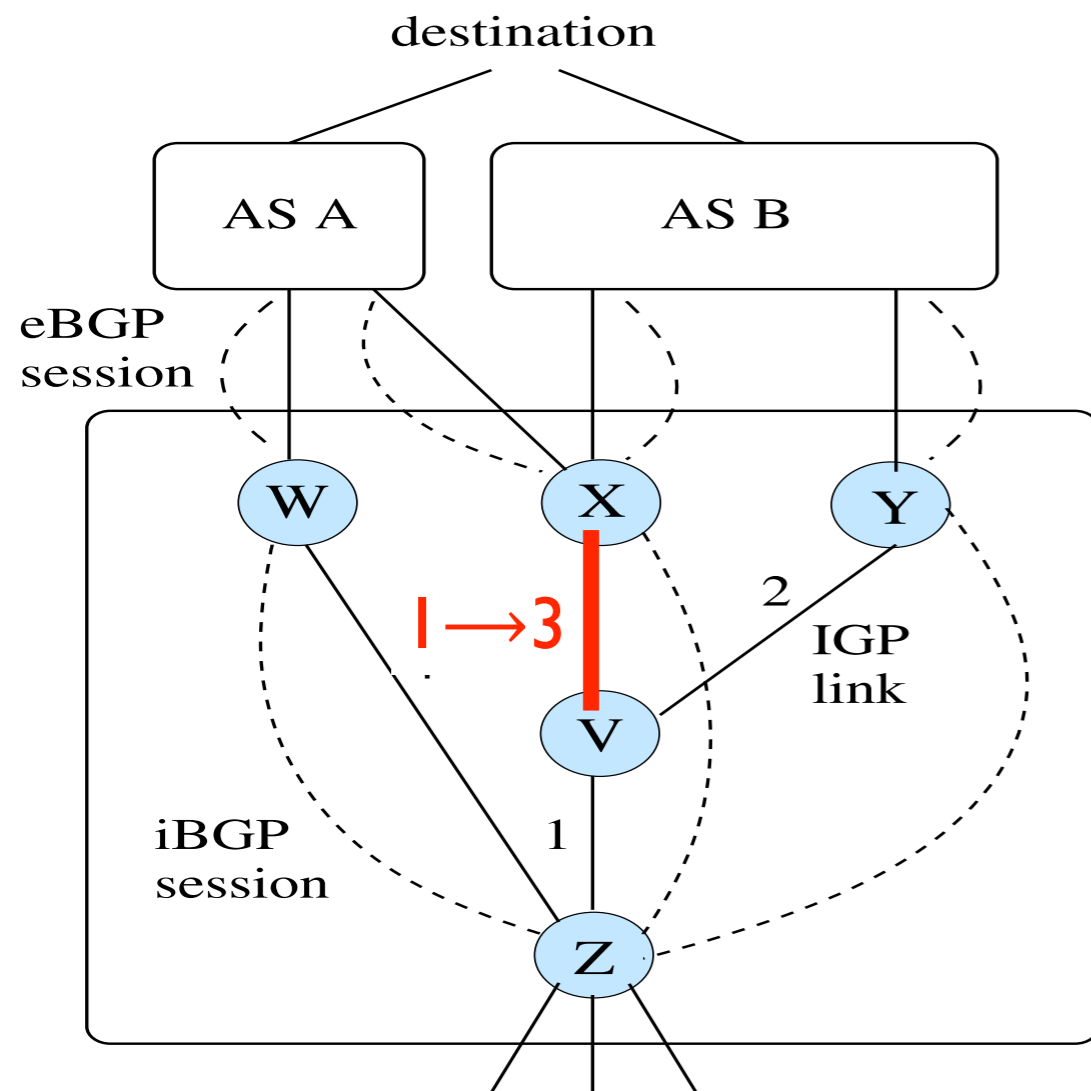 destination
AS A
AS B
eBGP
session
W
X
Y
1→3
2
IGP
link
V
iBGP
session
1
Z